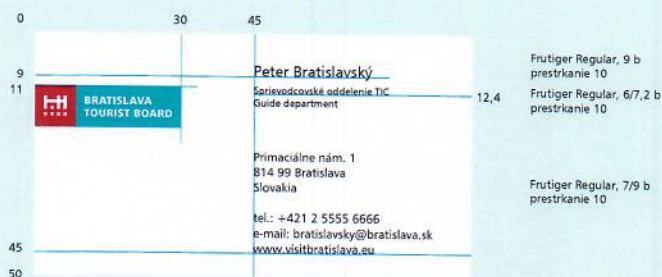 0 30 45
9
11
BRATISLAVA
TOURIST BOARD
Peter Bratislavský
Sprievodcovské oddelenie TIC
Guide department
12,4
Primaciálne nám. 1
814 99 Bratislava
Slovakia
tel.: +421 2 5555 6666
e-mail: bratislavsky@bratislava.sk
www.visitbratislava.eu
45
50
Frutiger Regular, 9 b
prestrkanie 10
Frutiger Regular, 6/7,2 b
prestrkanie 10
Frutiger Regular, 7/9 b
prestrkanie 10